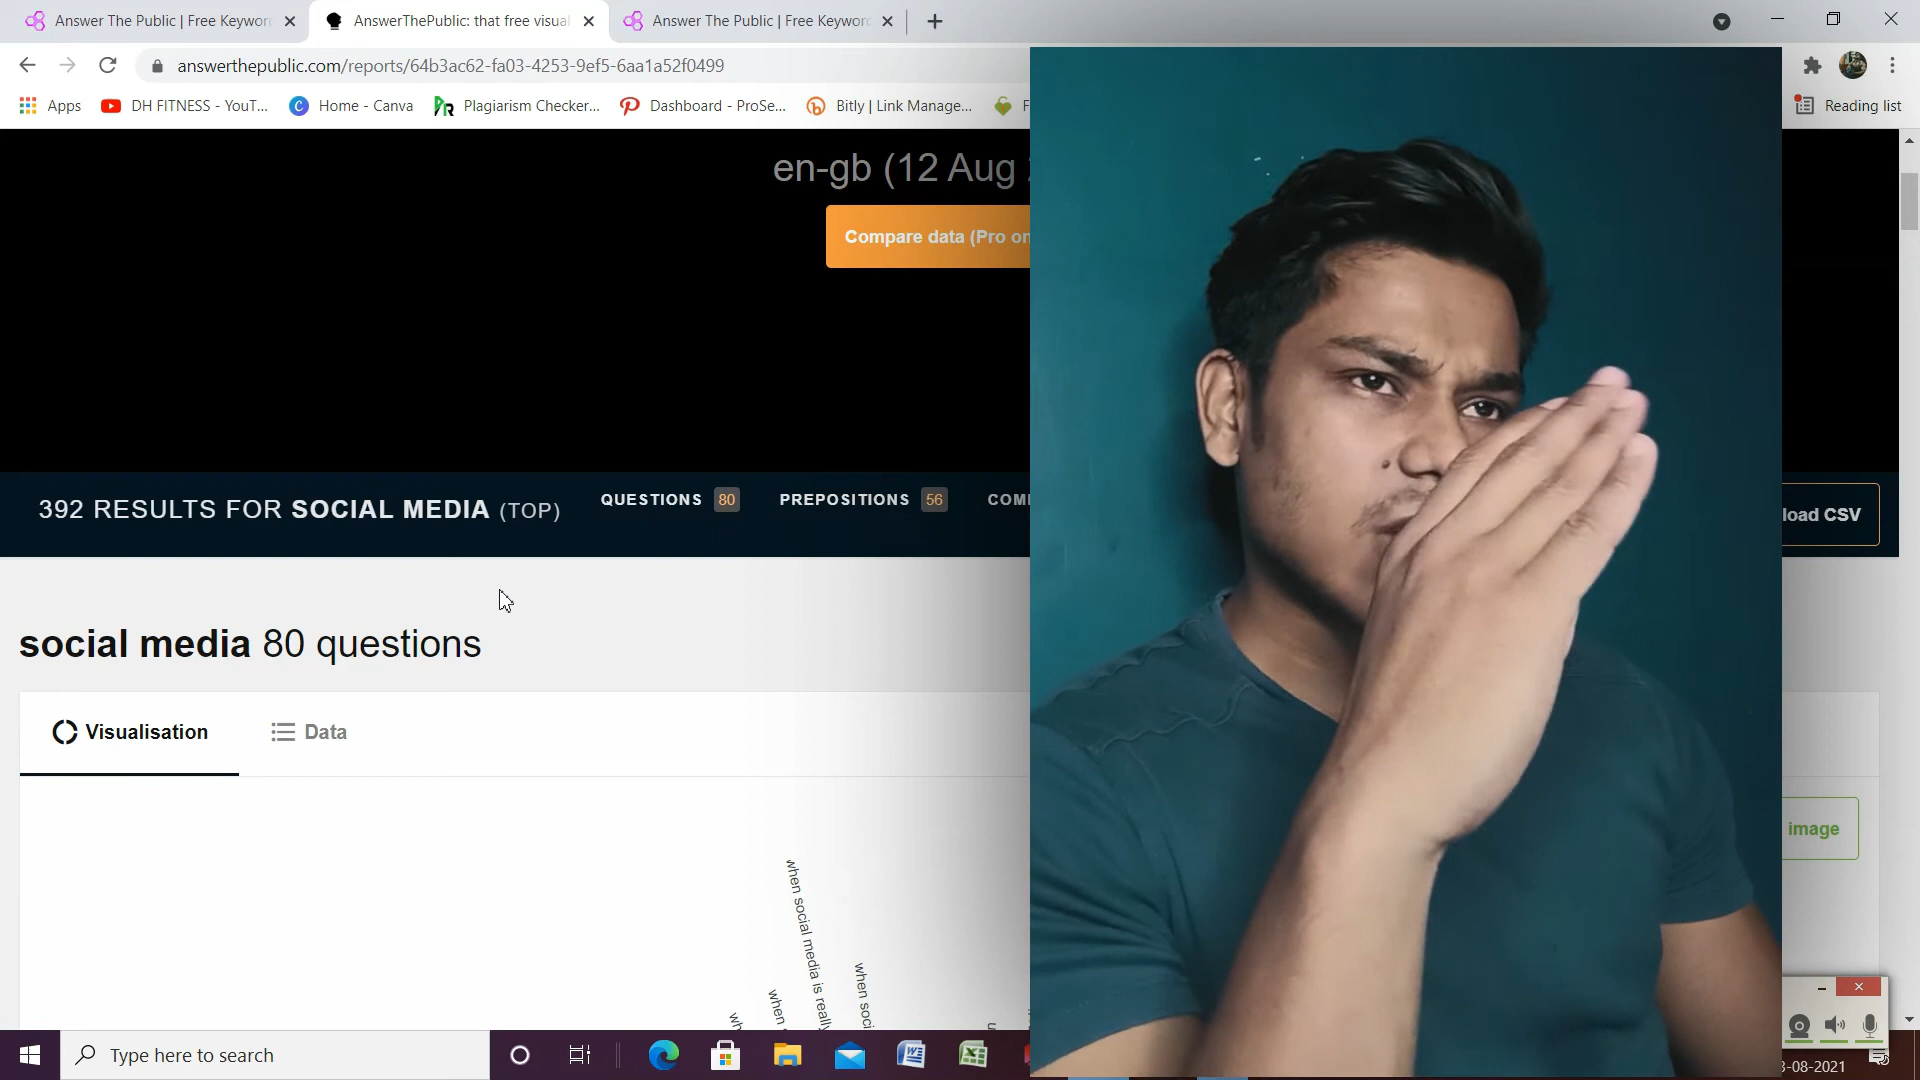 Answer The Public | Free Keyword
AnswerThePublic: that free visual
Answer The Public | Free Keyword
answerthepublic.com/reports/64b3ac62-fa03-4253-9ef5-6aa1a52f0499
Apps
DH FITNESS - YouT...
Home - Canva
Plagiarism Checker...
Dashboard - ProSe...
Bitly | Link Manage...
F
Reading list
en-gb (12 Aug
Compare data (Pro on
392 RESULTS FOR SOCIAL MEDIA (TOP)
QUESTIONS 80
PREPOSITIONS 56
COM
load CSV
social media 80 questions
Visualisation
Data
image
when social media is really
when soci
when
wh
Type here to search
-08-2021